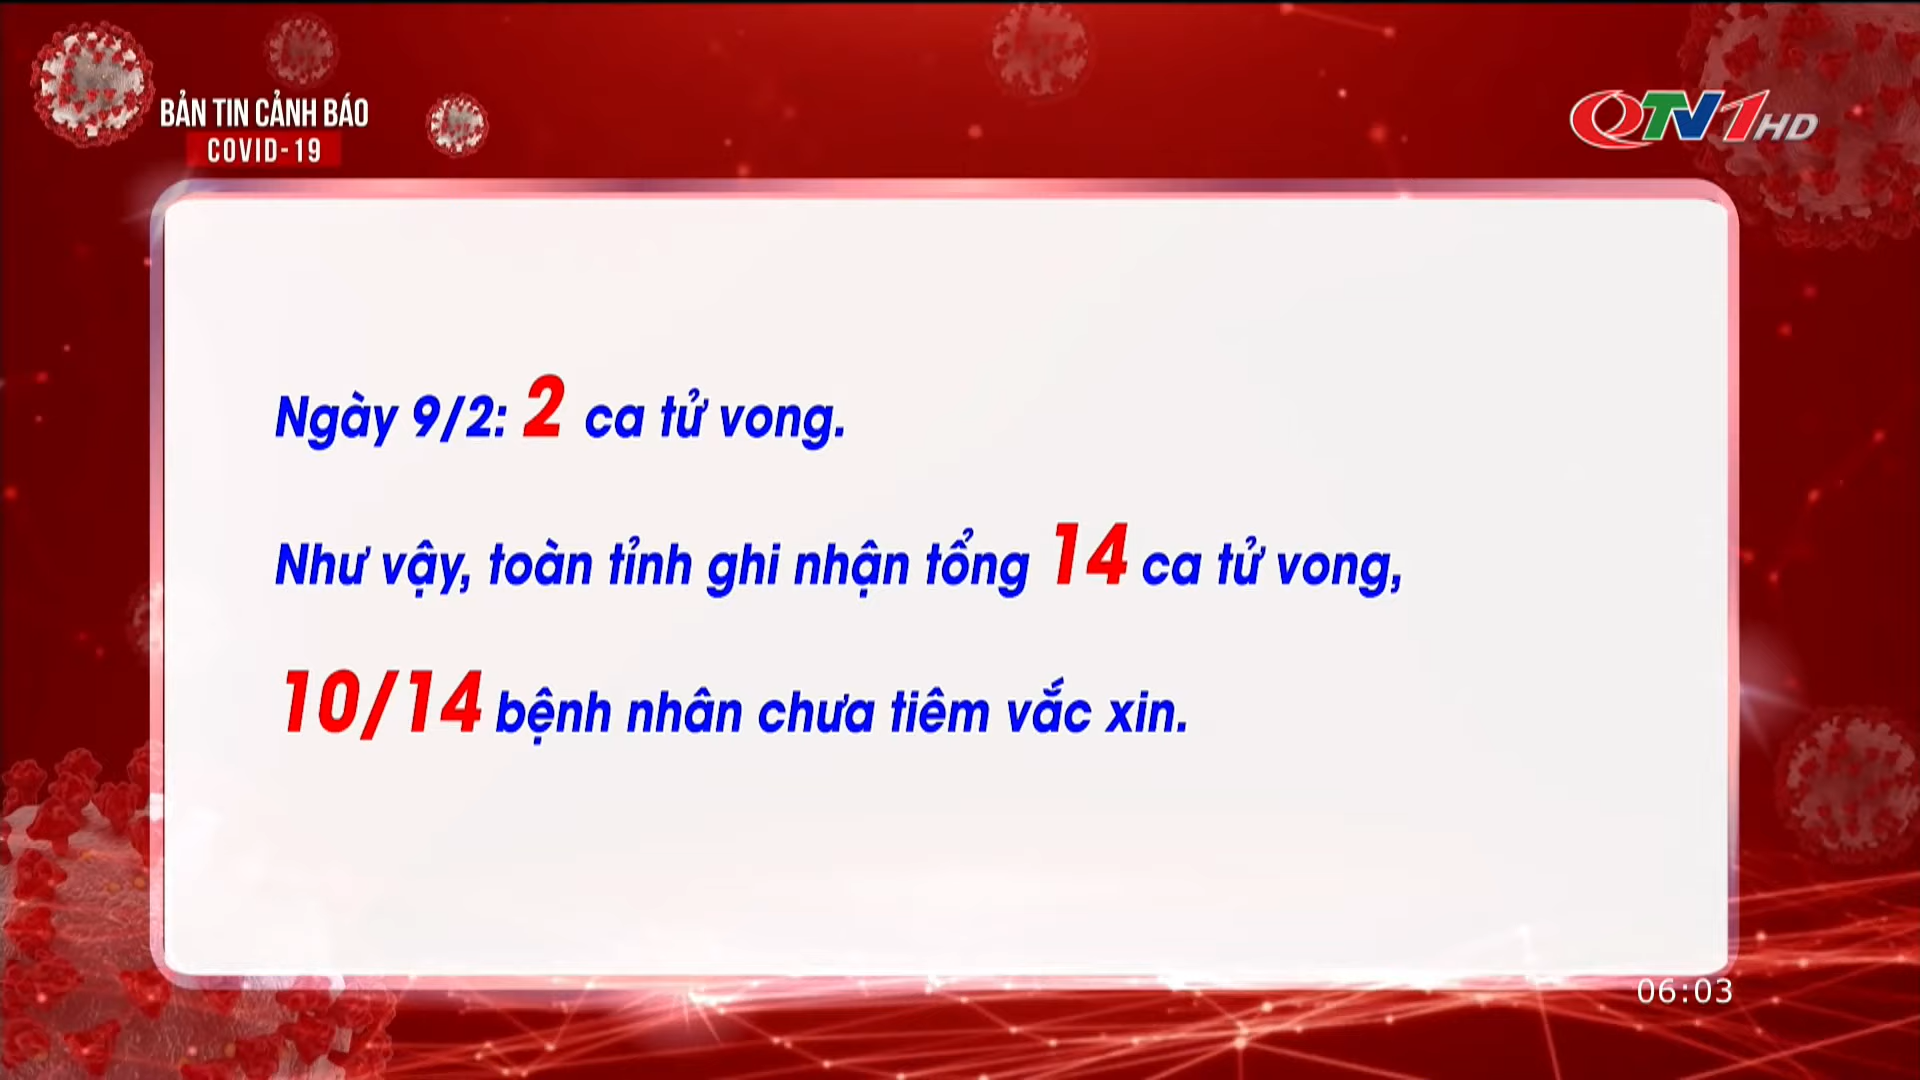 BẢN TIN CẢNH BÁO
COVID-19
QTV1HD
Ngày 9/2: 2 ca tử vong.
Như vậy, toàn tỉnh ghi nhận tổng 14 ca tử vong,
10/14 bệnh nhân chưa tiêm vắc xin.
06:03